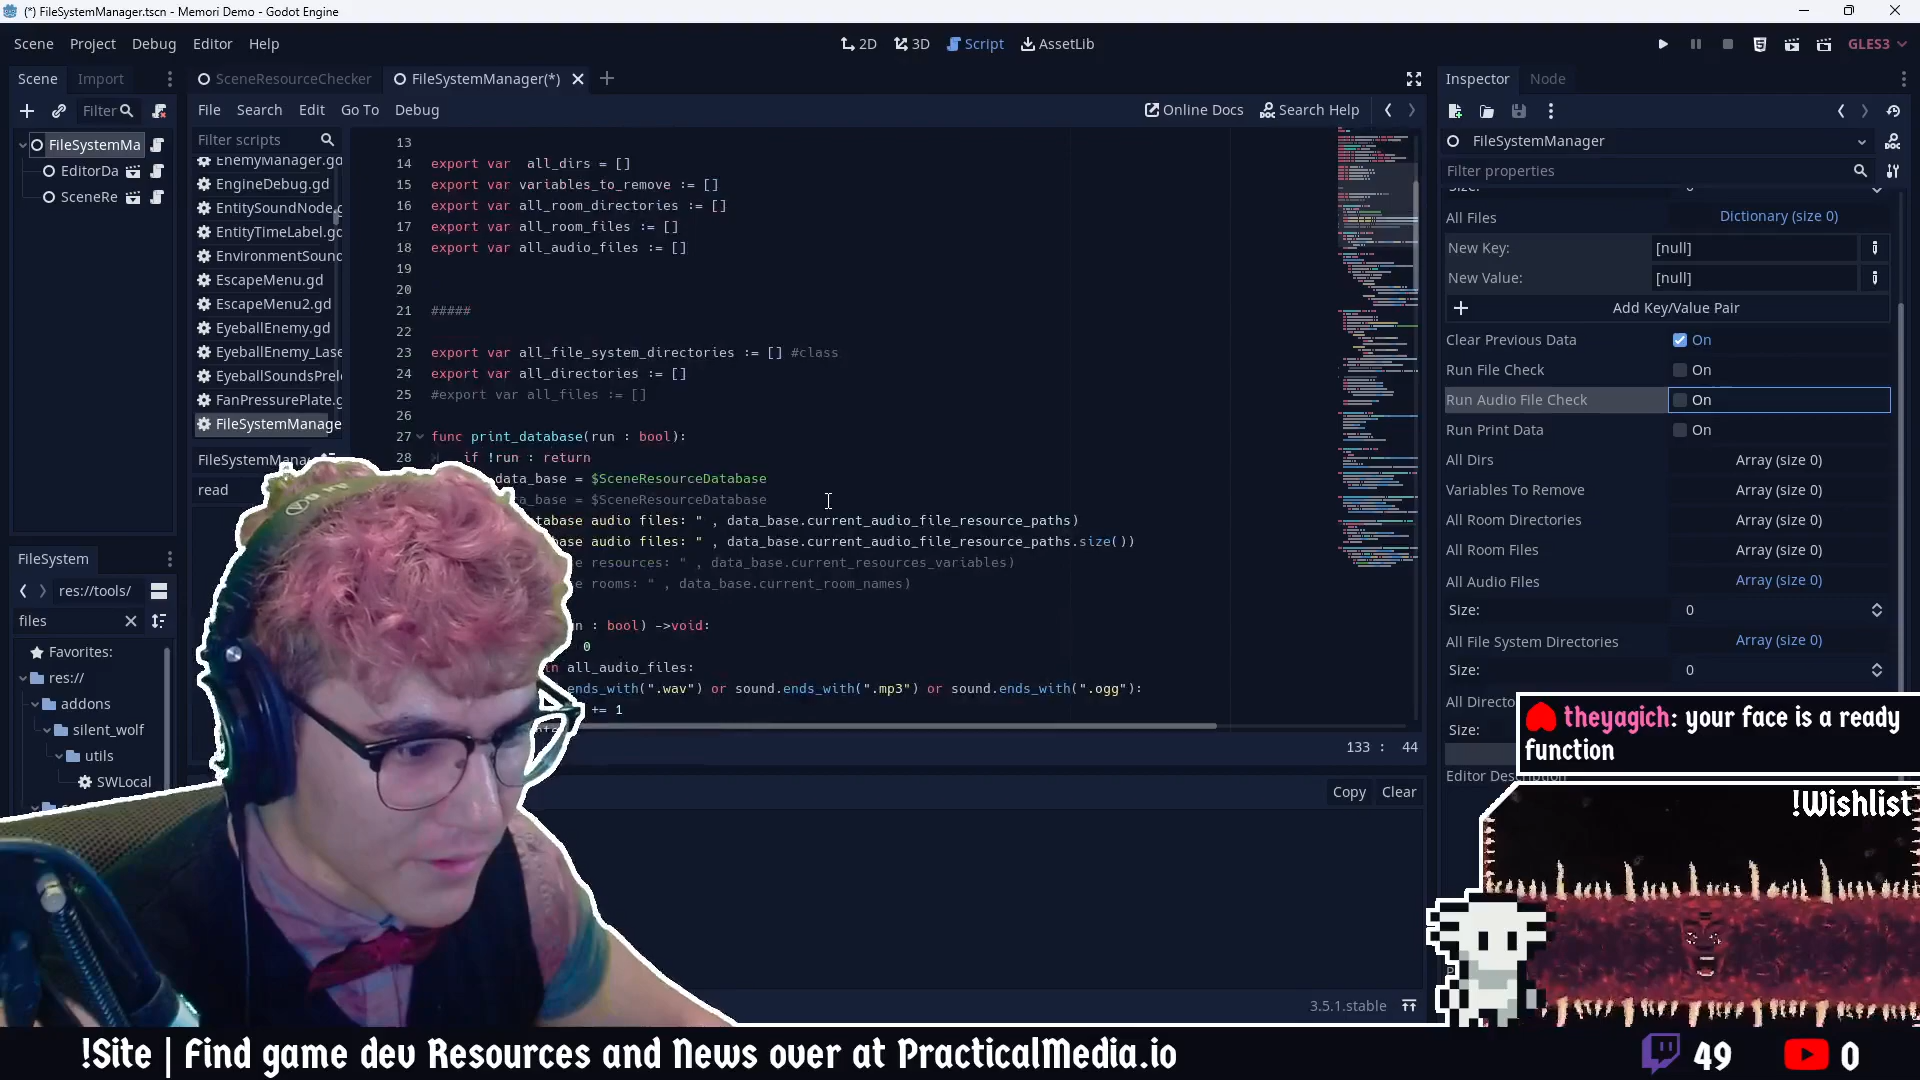 (*) FileSystemManager.tscn - Memori Demo - Godot Engine
Scene Project Debug Editor Help
2D 3D Script AssetLib
GLES3
Scene Import
SceneResourceChecker FileSystemManager(*)
Inspector Node
Filter
File Search Edit Go To Debug
Online Docs Search Help
FileSystemMa
EditorDa
SceneRe
Filter scripts
EnemyManager.gd
EngineDebug.gd
EntitySoundNode.g
EntityTimeLabel.gd
EnvironmentSound
EscapeMenu.gd
EscapeMenu2.gd
EyeballEnemy.gd
EyeballEnemy_Lase
EyeballSoundsPrel
FanPressurePlate.g
FileSystemManage
FileSystemMana
read
13
14 export var  all_dirs = []
15 export var variables_to_remove := []
16 export var all_room_directories := []
17 export var all_room_files := []
18 export var all_audio_files := []
19
20
21 #####
22
23 export var all_file_system_directories := [] #class
24 export var all_directories := []
25 #export var all_files := []
26
27 func print_database(run : bool):
28 if !run : return
data_base = $SceneResourceDatabase
ta_base = $SceneResourceDatabase
tabase audio files: " , data_base.current_audio_file_resource_paths)
base audio files: " , data_base.current_audio_file_resource_paths.size())
e resources: " , data_base.current_resources_variables)
e rooms: " , data_base.current_room_names)
n : bool) ->void:
0
in all_audio_files:
ends_with(".wav") or sound.ends_with(".mp3") or sound.ends_with(".ogg"):
+= 1
133 : 44
Copy Clear
3.5.1.stable
FileSystem
res://tools/
files
Favorites:
res://
addons
silent_wolf
utils
SWLocal
FileSystemManager
Filter properties
Size: 0
All Files Dictionary (size 0)
New Key: [null]
New Value: [null]
Add Key/Value Pair
Clear Previous Data On
Run File Check On
Run Audio File Check On
Run Print Data On
All Dirs Array (size 0)
Variables To Remove Array (size 0)
All Room Directories Array (size 0)
All Room Files Array (size 0)
All Audio Files Array (size 0)
Size: 0
All File System Directories Array (size 0)
Size: 0
All Directo
Size:
Editor Description
theyagich: your face is a ready
function
!Wishlist
!Site | Find game dev Resources and News over at PracticalMedia.io
49 0